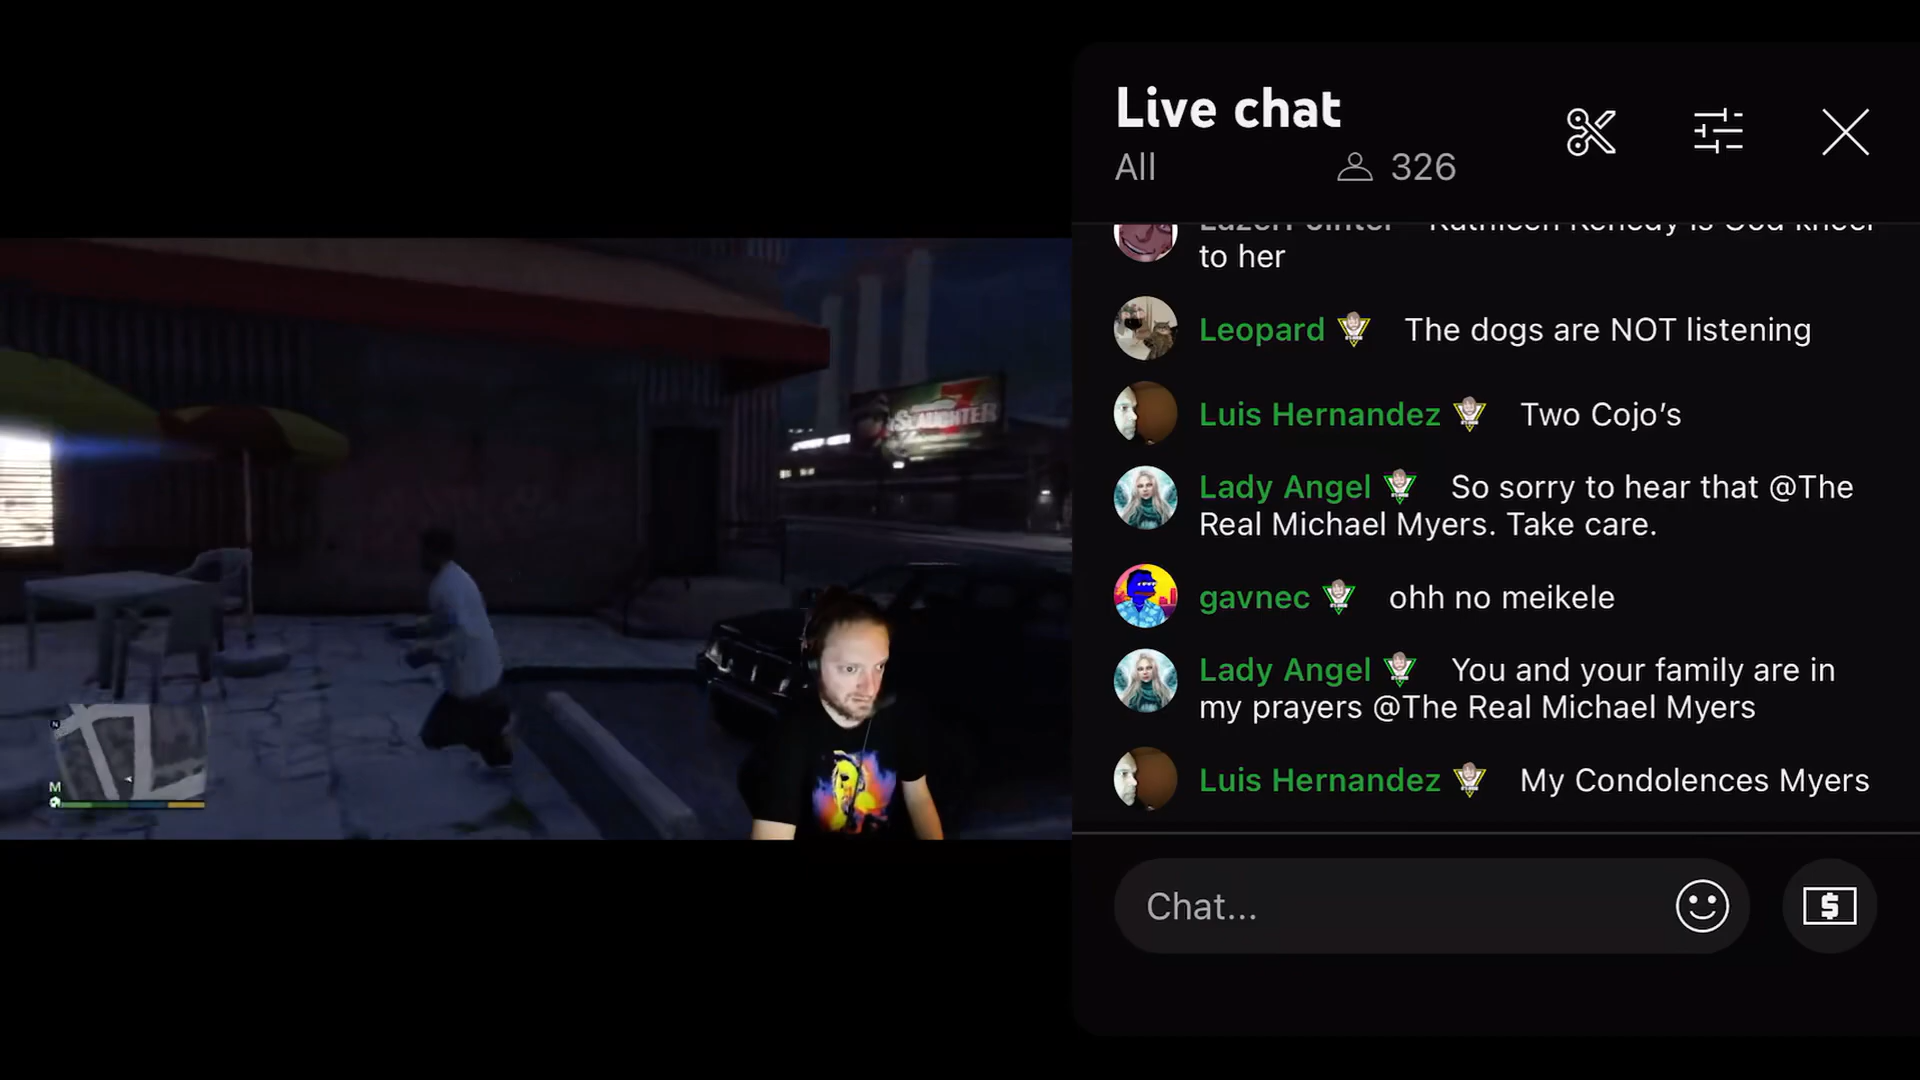 Live chat
All 326
to her
Leopard The dogs are NOT listening
Luis Hernandez Two Cojo's
Lady Angel So sorry to hear that @The
Real Michael Myers. Take care.
gavnec ohh no meikele
Lady Angel You and your family are in
my prayers @The Real Michael Myers
Luis Hernandez My Condolences Myers
Chat...
$
SLAUGHTER
N
M